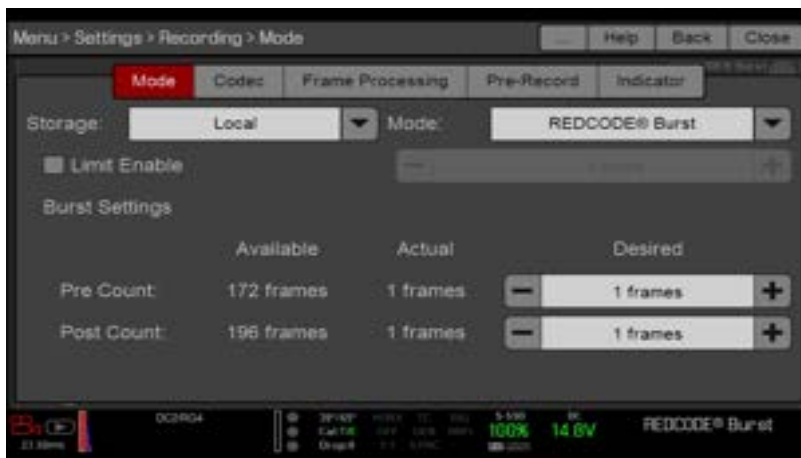 Menu > Settings > Recording > Mode
... Help Back Close
Mode Codec Frame Processing Pre-Record Indicator
Storage: Local Mode: REDCODE® Burst
Limit Enable
Burst Settings
Available Actual Desired
Pre Count: 172 frames 1 frames 1 frames
Post Count: 196 frames 1 frames 1 frames
S-SSD
100% 14.8V REDCODE® Burst